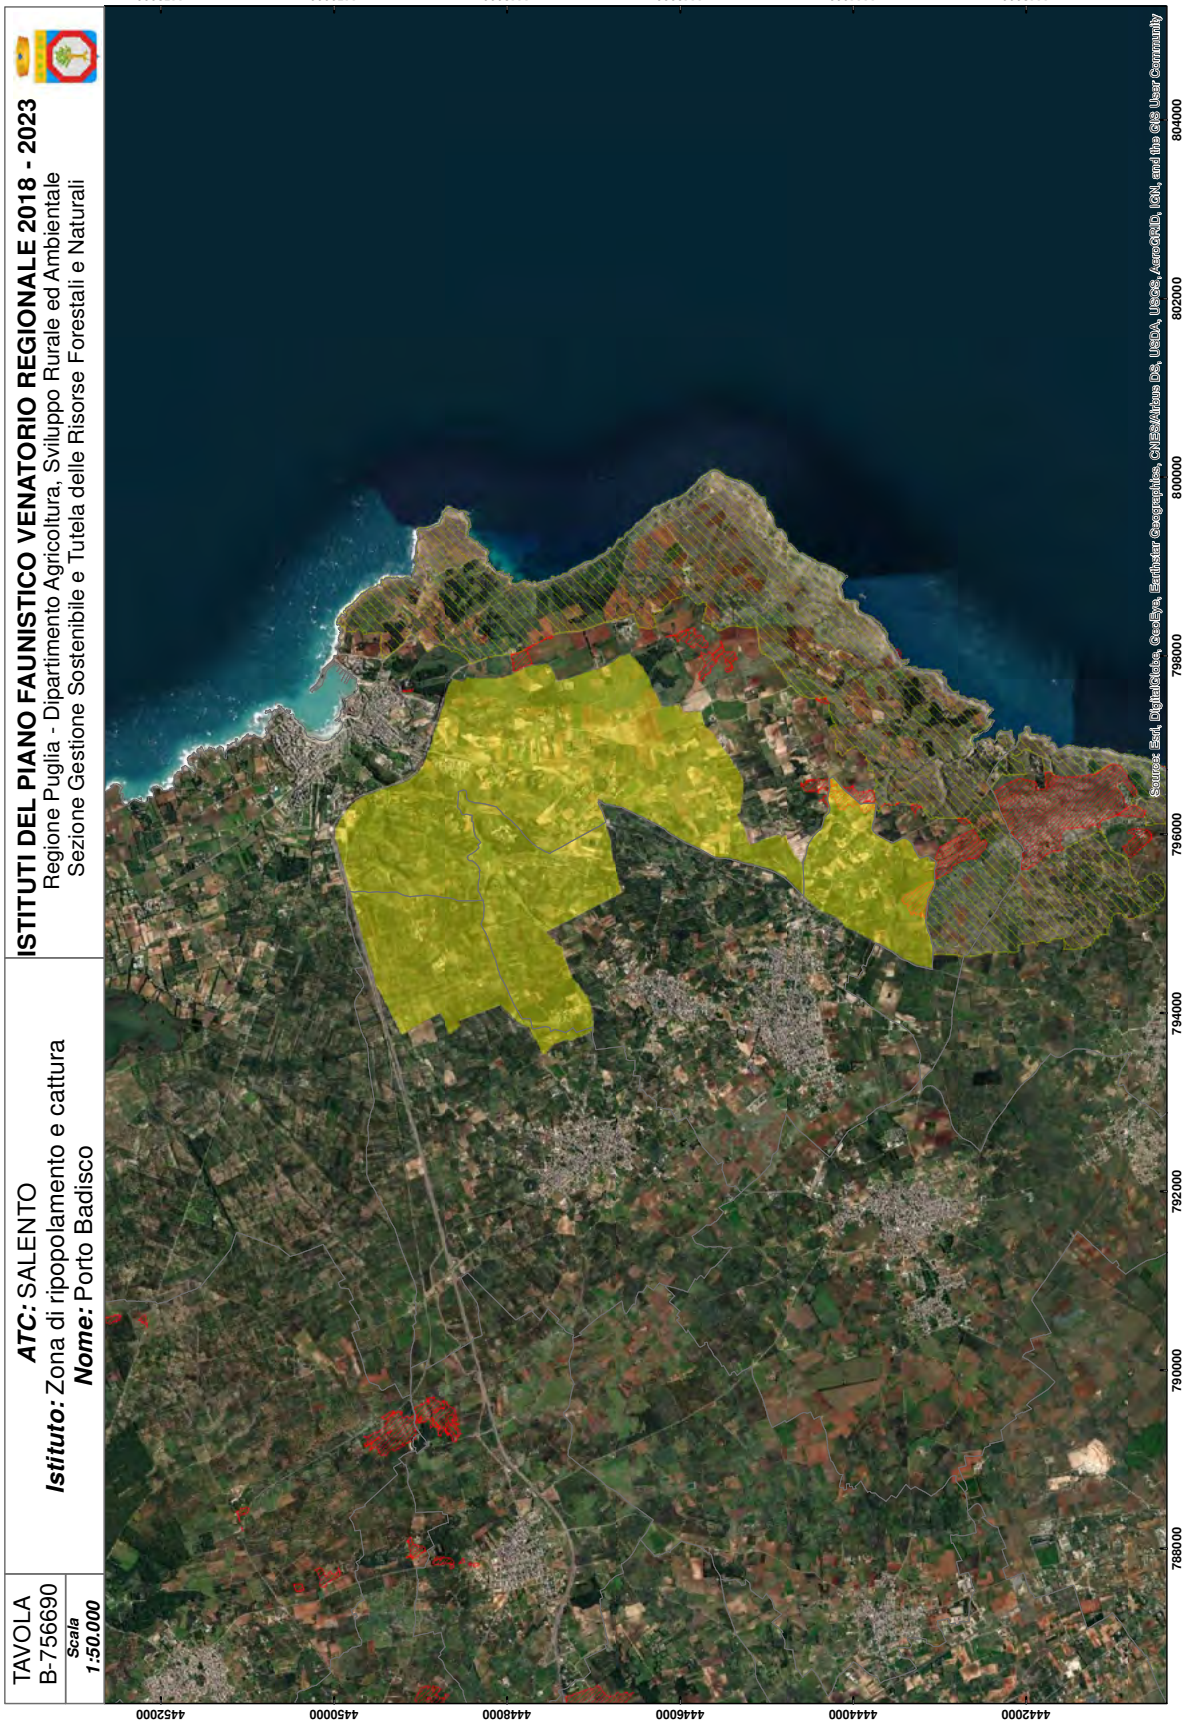 TAVOLA
B-756690
Scala
1:50.000
ATC: SALENTO
Istituto: Zona di ripopolamento e cattura
Nome: Porto Badisco
ISTITUTI DEL PIANO FAUNISTICO VENATORIO REGIONALE 2018 - 2023
Regione Puglia - Dipartimento Agricoltura, Sviluppo Rurale ed Ambientale
Sezione Gestione Sostenibile e Tutela delle Risorse Forestali e Naturali
4452000
4450000
4448000
4446000
4444000
4442000
788000
790000
792000
794000
796000
798000
800000
802000
804000
Source: Esri, DigitalGlobe, GeoEye, Earthstar Geographics, CNES/Airbus DS, USDA, USGS, AeroGRID, IGN, and the GIS User Community